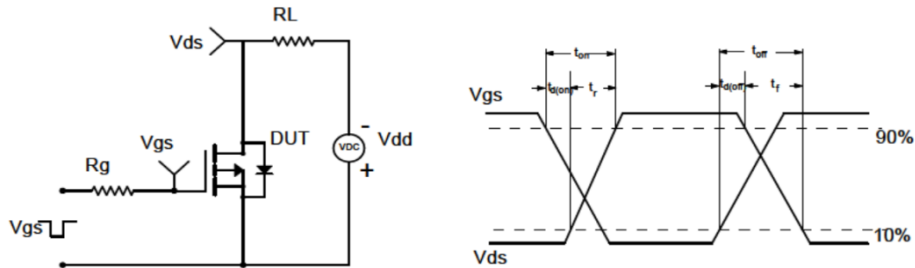 RL
Vds
Vgs
DUT
Rg
Vgs
-
VDC
+
Vdd
ton
toff
td(on)
tr
td(off)
tf
Vgs
90%
10%
Vds